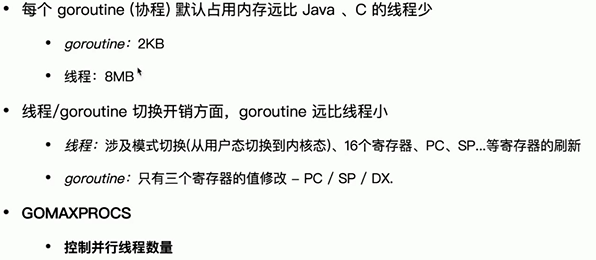 每个 goroutine (协程) 默认占用内存远比 Java 、C 的线程少
goroutine：2KB
线程：8MB
线程/goroutine 切换开销方面，goroutine 远比线程小
线程：涉及模式切换(从用户态切换到内核态)、16个寄存器、PC、SP...等寄存器的刷新
goroutine：只有三个寄存器的值修改 - PC / SP / DX.
GOMAXPROCS
控制并行线程数量